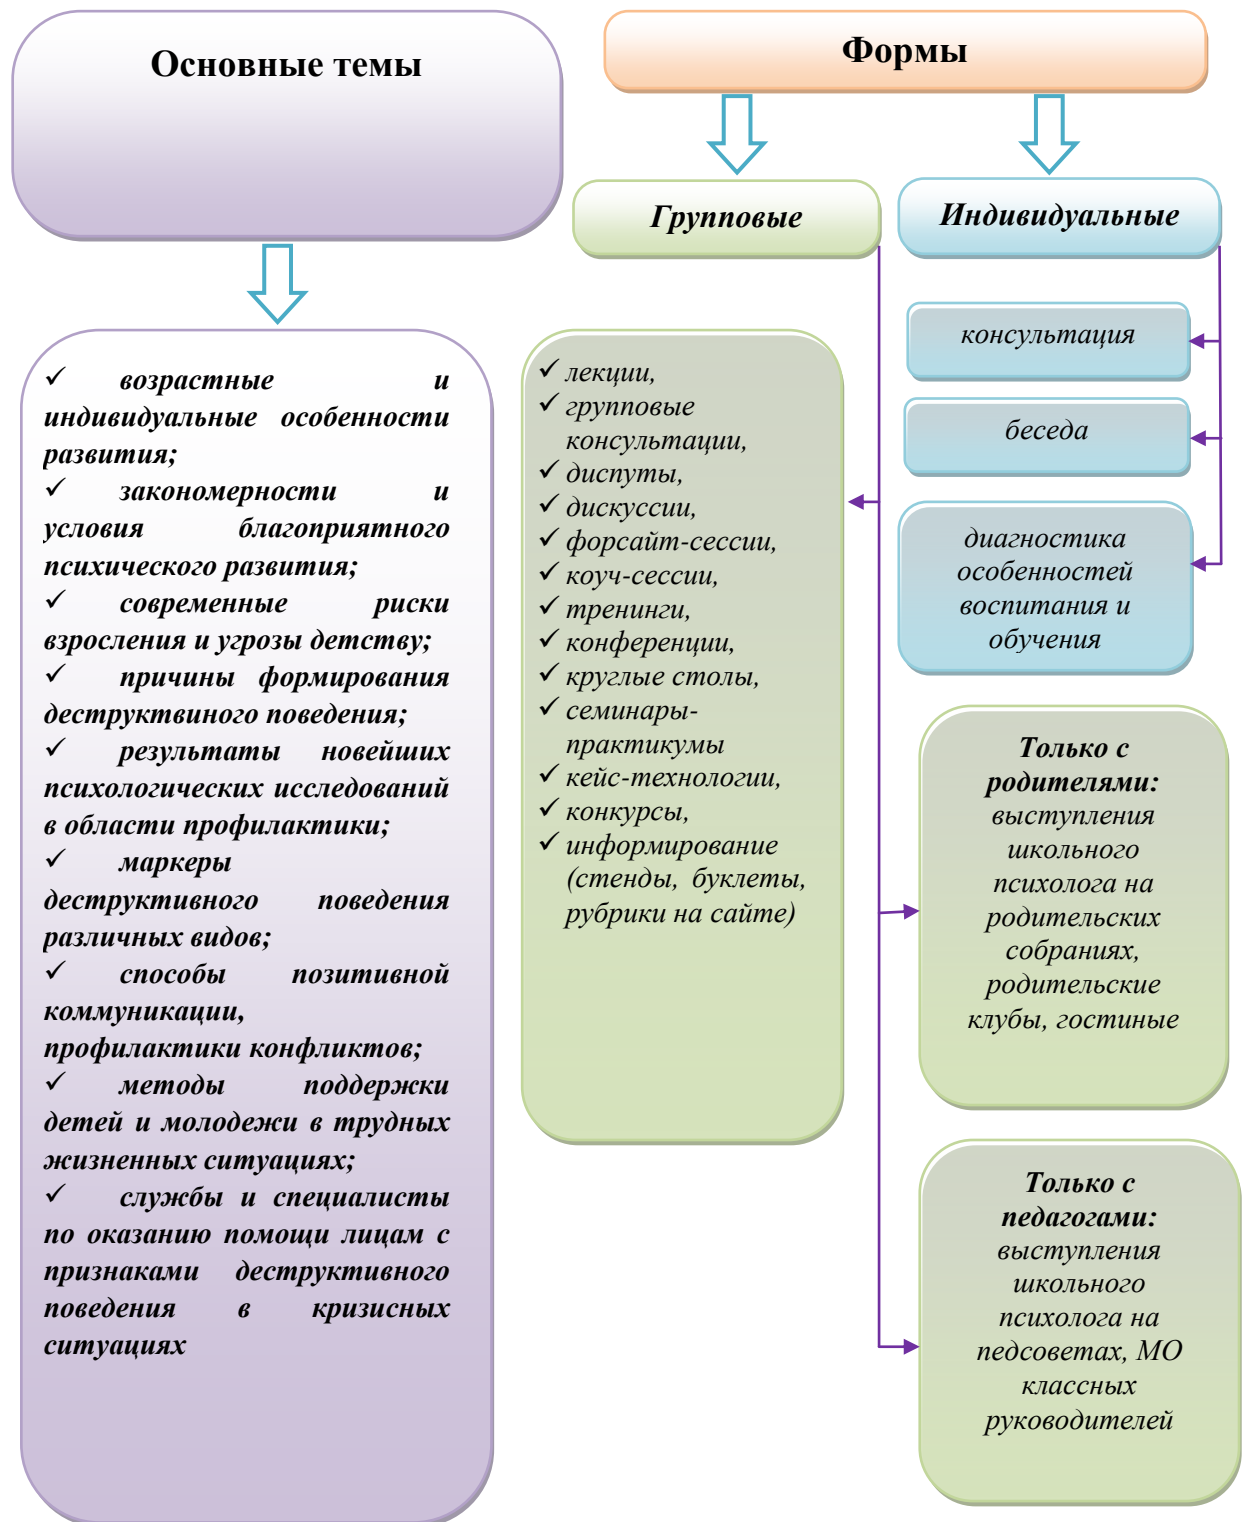 Основные темы
✓ возрастные и
индивидуальные особенности
развития;
✓ закономерности и
условия благоприятного
психического развития;
✓ современные риски
взросления и угрозы детству;
✓ причины формирования
деструктвиного поведения;
✓ результаты новейших
психологических исследований
в области профилактики;
✓ маркеры
деструктивного поведения
различных видов;
✓ способы позитивной
коммуникации,
профилактики конфликтов;
✓ методы поддержки
детей и молодежи в трудных
жизненных ситуациях;
✓ службы и специалисты
по оказанию помощи лицам с
признаками деструктивного
поведения в кризисных
ситуациях
Формы
Групповые
✓ лекции,
✓ групповые
консультации,
✓ диспуты,
✓ дискуссии,
✓ форсайт-сессии,
✓ коуч-сессии,
✓ тренинги,
✓ конференции,
✓ круглые столы,
✓ семинары-
практикумы
✓ кейс-технологии,
✓ конкурсы,
✓ информирование
(стенды, буклеты,
рубрики на сайте)
Индивидуальные
консультация
беседа
диагностика
особенностей
воспитания и
обучения
Только с
родителями:
выступления
школьного
психолога на
родительских
собраниях,
родительские
клубы, гостиные
Только с
педагогами:
выступления
школьного
психолога на
педсоветах, МО
классных
руководителей